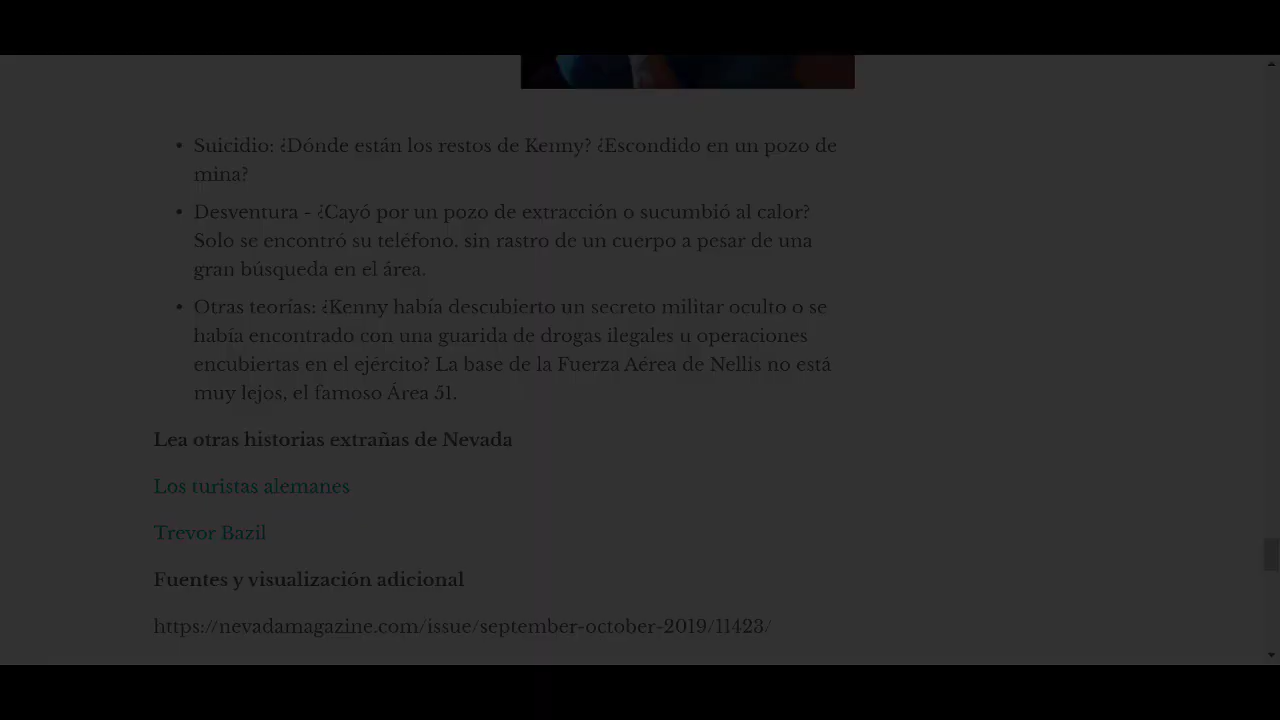 • Suicidio: ¿Dónde están los restos de Kenny? ¿Escondido en un pozo de
mina?
• Desventura - ¿Cayó por un pozo de extracción o sucumbió al calor?
Solo se encontró su teléfono. sin rastro de un cuerpo a pesar de una
gran búsqueda en el área.
• Otras teorías: ¿Kenny había descubierto un secreto militar oculto o se
había encontrado con una guarida de drogas ilegales u operaciones
encubiertas en el ejército? La base de la Fuerza Aérea de Nellis no está
muy lejos, el famoso Área 51.
Lea otras historias extrañas de Nevada
Los turistas alemanes
Trevor Bazil
Fuentes y visualización adicional
https://nevadamagazine.com/issue/september-october-2019/11423/